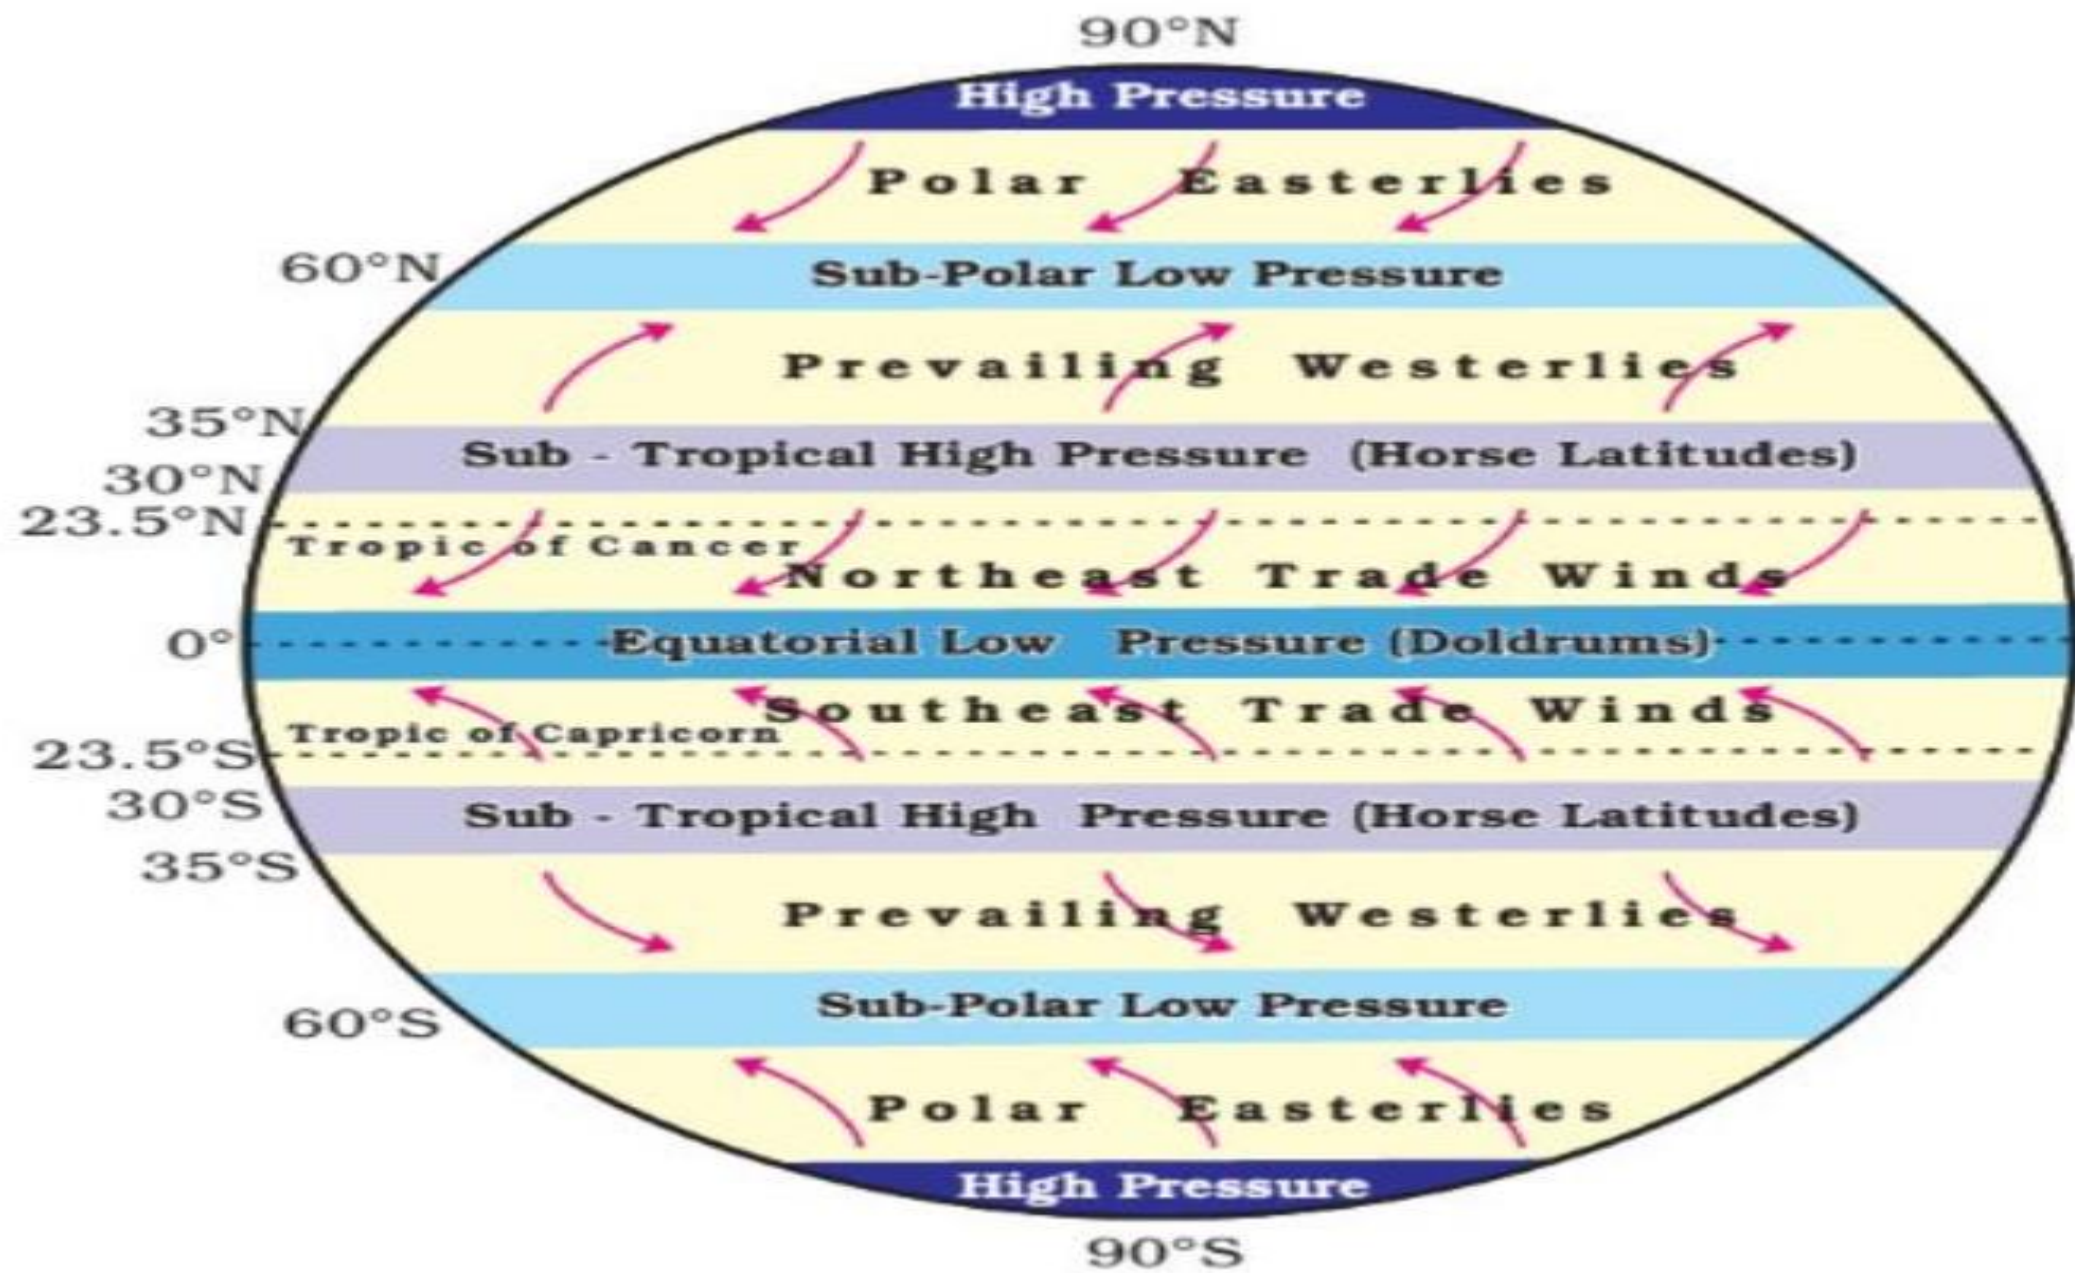 90°N
High Pressure
Polar Easterlies
60°N
Sub-Polar Low Pressure
Prevailing Westerlies
35°N
Sub - Tropical High Pressure (Horse Latitudes)
30°N
23.5°N
Tropic of Cancer
Northeast Trade Winds
0°
Equatorial Low Pressure (Doldrums)
Southeast Trade Winds
Tropic of Capricorn
23.5°S
30°S
Sub - Tropical High Pressure (Horse Latitudes)
35°S
Prevailing Westerlies
60°S
Sub-Polar Low Pressure
Polar Easterlies
High Pressure
90°S